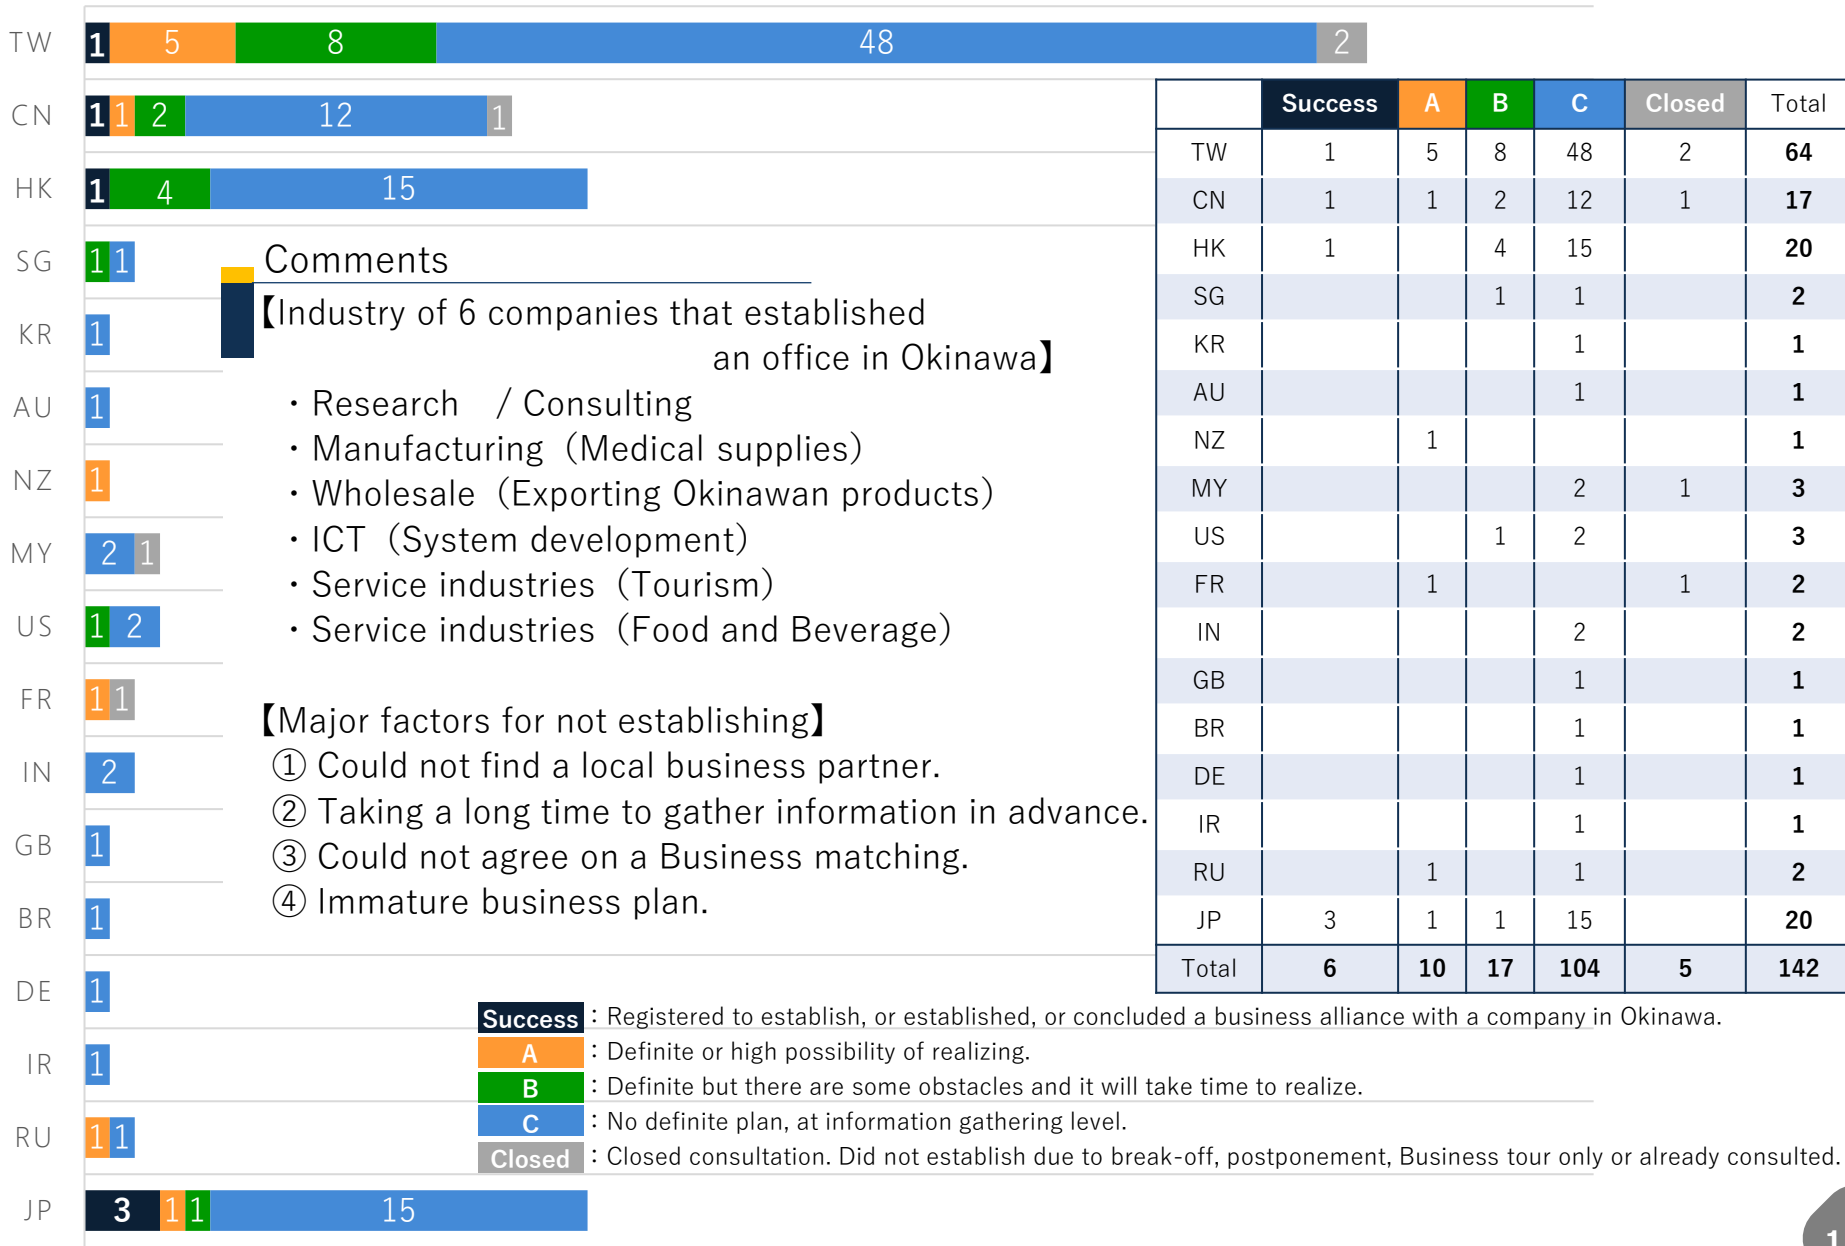 TW 1 5 8 48 2
CN 1 1 2 12 1
HK 1 4 15
SG 1 1
KR 1
AU 1
NZ 1
MY 2 1
US 1 2
FR 1 1
IN 2
GB 1
BR 1
DE 1
IR 1
RU 1 1
JP 3 1 1 15
Comments
【Industry of 6 companies that established
an office in Okinawa】
・Research / Consulting
・Manufacturing（Medical supplies）
・Wholesale（Exporting Okinawan products）
・ICT（System development）
・Service industries（Tourism）
・Service industries（Food and Beverage）
【Major factors for not establishing】
① Could not find a local business partner.
② Taking a long time to gather information in advance.
③ Could not agree on a Business matching.
④ Immature business plan.
Success A B C Closed Total
TW 1 5 8 48 2 64
CN 1 1 2 12 1 17
HK 1 4 15 20
SG 1 1 2
KR 1 1
AU 1 1
NZ 1 1
MY 2 1 3
US 1 2 3
FR 1 1 2
IN 2 2
GB 1 1
BR 1 1
DE 1 1
IR 1 1
RU 1 1 2
JP 3 1 1 15 20
Total 6 10 17 104 5 142
Success：Registered to establish, or established, or concluded a business alliance with a company in Okinawa.
A：Definite or high possibility of realizing.
B：Definite but there are some obstacles and it will take time to realize.
C：No definite plan, at information gathering level.
Closed：Closed consultation. Did not establish due to break-off, postponement, Business tour only or already consulted.